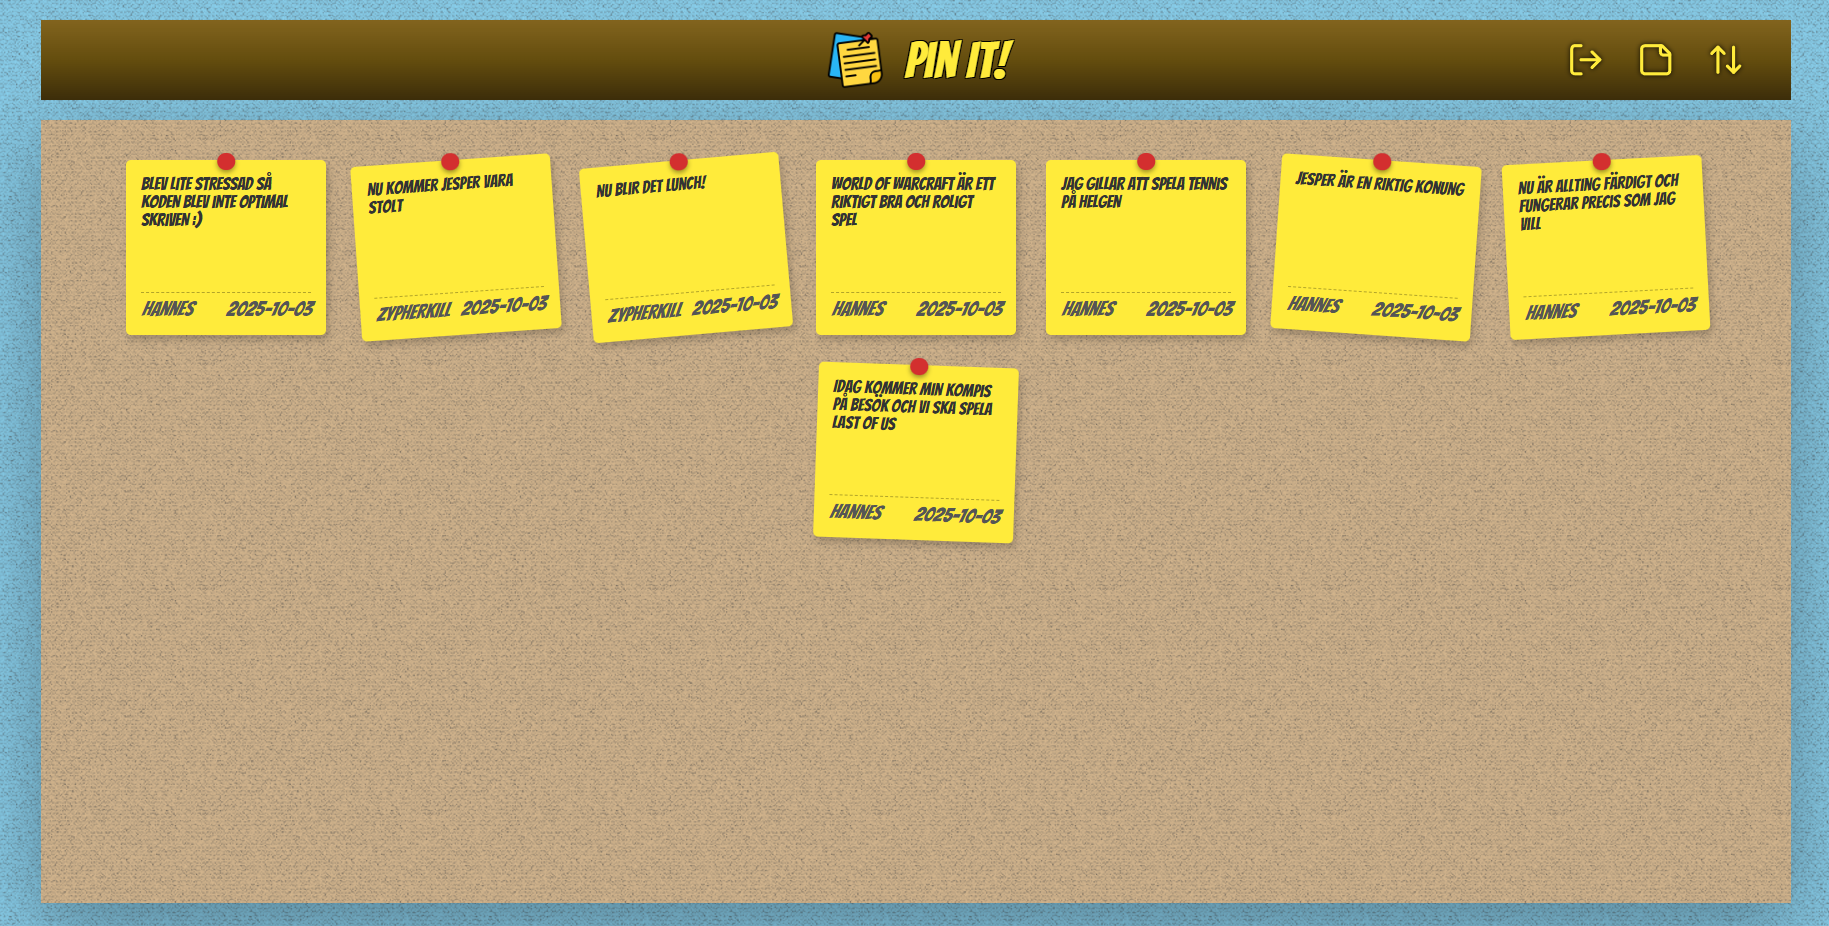 PIN IT!
BLEV LITE STRESSAD SÅ
KODEN BLEV INTE OPTIMAL
SKRIVEN :)
HANNES 2025-10-03
NU KOMMER JESPER VARA
STOLT
ZYPHERKILL 2025-10-03
NU BLIR DET LUNCH!
ZYPHERKILL 2025-10-03
WORLD OF WARCRAFT ÄR ETT
RIKTIGT BRA OCH ROLIGT
SPEL
HANNES 2025-10-03
JAG GILLAR ATT SPELA TENNIS
PÅ HELGEN
HANNES 2025-10-03
JESPER ÄR EN RIKTIG KONUNG
HANNES 2025-10-03
NU ÄR ALLTING FÄRDIGT OCH
FUNGERAR PRECIS SOM JAG
VILL
HANNES 2025-10-03
IDAG KOMMER MIN KOMPIS
PÅ BESÖK OCH VI SKA SPELA
LAST OF US
HANNES 2025-10-03